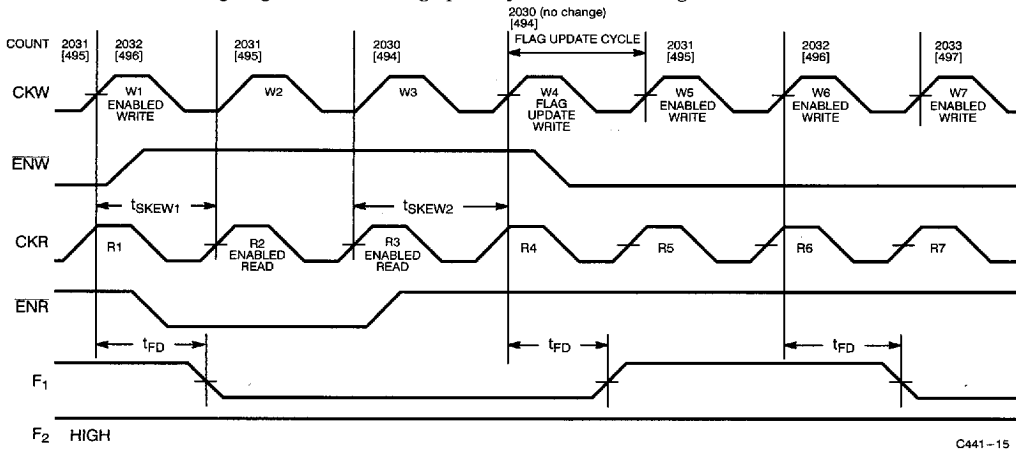 2030 (no change)
[494]
COUNT 2031 2032 2031 2030 FLAG UPDATE CYCLE 2031 2032 2033
[495] [496] [495] [494] [495] [496] [497]
CKW W1 W2 W3 W4 W5 W6 W7
ENABLED WRITE FLAG UPDATE WRITE ENABLED WRITE ENABLED WRITE ENABLED WRITE
ENW
tSKEW1 tSKEW2
CKR R1 R2 R3 R4 R5 R6 R7
ENABLED READ ENABLED READ
ENR
tFD tFD tFD
F1
F2 HIGH
C441–15